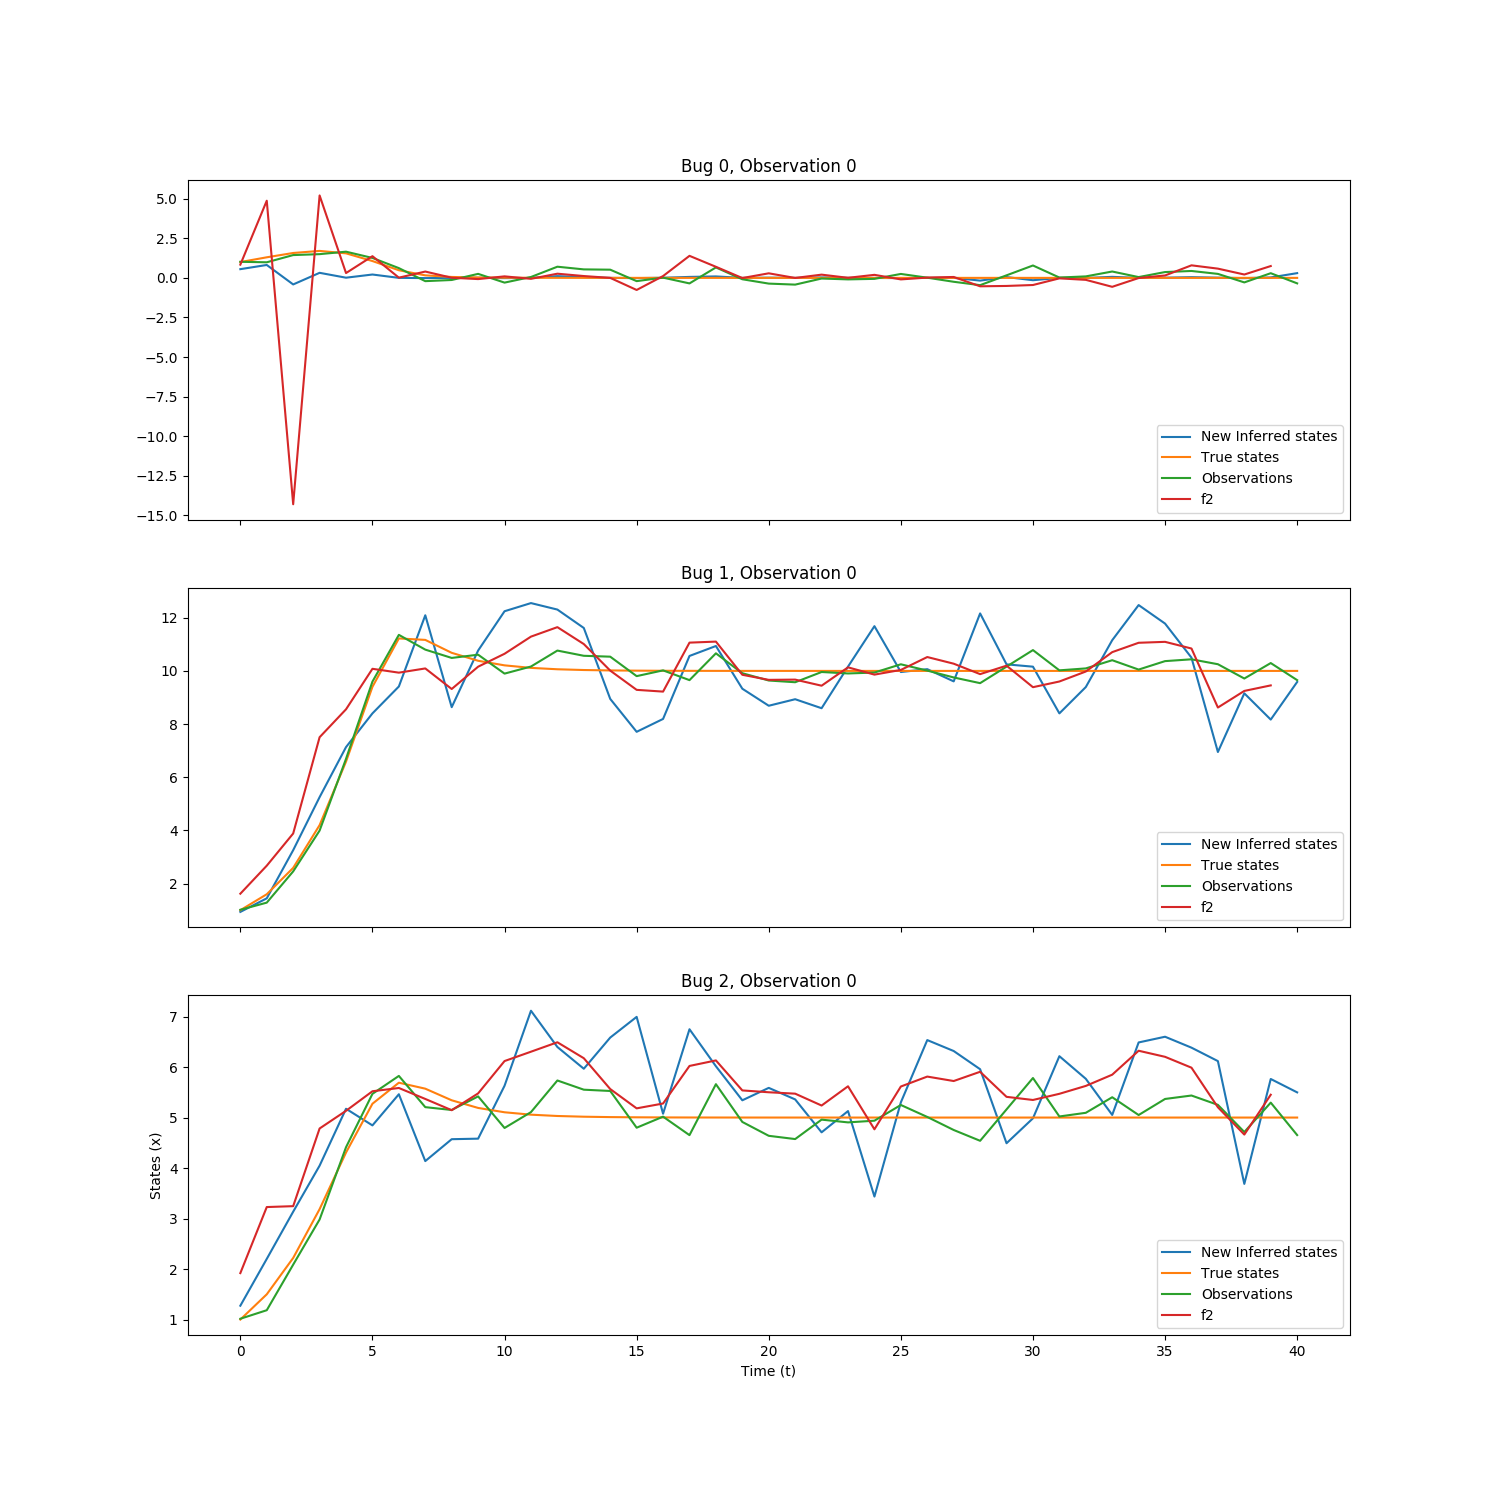 Bug 0, Observation 0
5.0
2.5
0.0
−2.5
−5.0
−7.5
−10.0
−12.5
−15.0
New Inferred states
True states
Observations
f2
Bug 1, Observation 0
12
10
8
6
4
2
New Inferred states
True states
Observations
f2
Bug 2, Observation 0
7
6
5
4
3
2
1
States (x)
New Inferred states
True states
Observations
f2
0 5 10 15 20 25 30 35 40
Time (t)